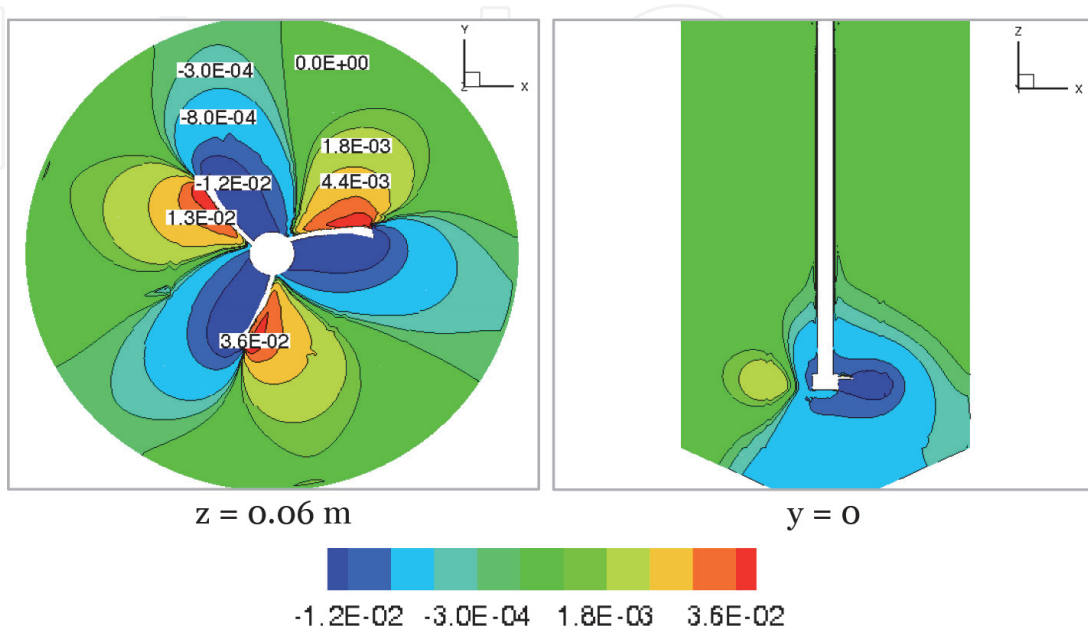 Y
Z
X
0.0E+00
-3.0E-04
-8.0E-04
1.8E-03
-1.2E-02
4.4E-03
1.3E-02
3.6E-02
Z
Y
X
z = 0.06 m
y = 0
-1.2E-02 -3.0E-04 1.8E-03 3.6E-02